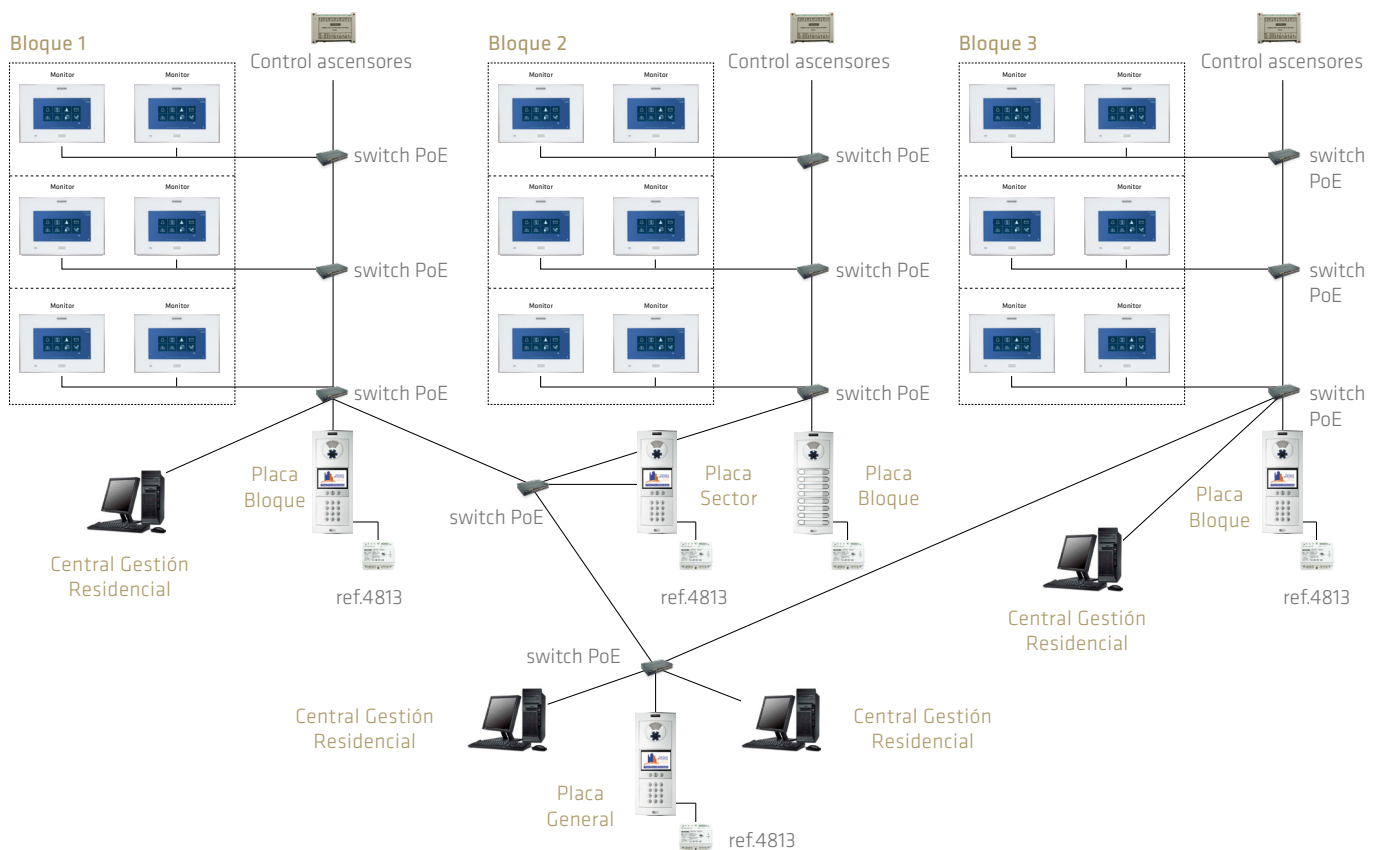 Bloque 1
Control ascensores
Monitor
Monitor
switch PoE
Monitor
Monitor
switch PoE
Monitor
Monitor
switch PoE
Bloque 2
Control ascensores
Monitor
Monitor
switch PoE
Monitor
Monitor
switch PoE
Monitor
Monitor
switch PoE
Bloque 3
Control ascensores
Monitor
Monitor
switch
PoE
Monitor
Monitor
switch
PoE
Monitor
Monitor
switch
PoE
Central Gestión
Residencial
Placa
Bloque
ref.4813
switch PoE
Placa
Sector
ref.4813
Placa
Bloque
Central Gestión
Residencial
Placa
Bloque
ref.4813
switch PoE
Central Gestión
Residencial
Placa
General
ref.4813
Central Gestión
Residencial